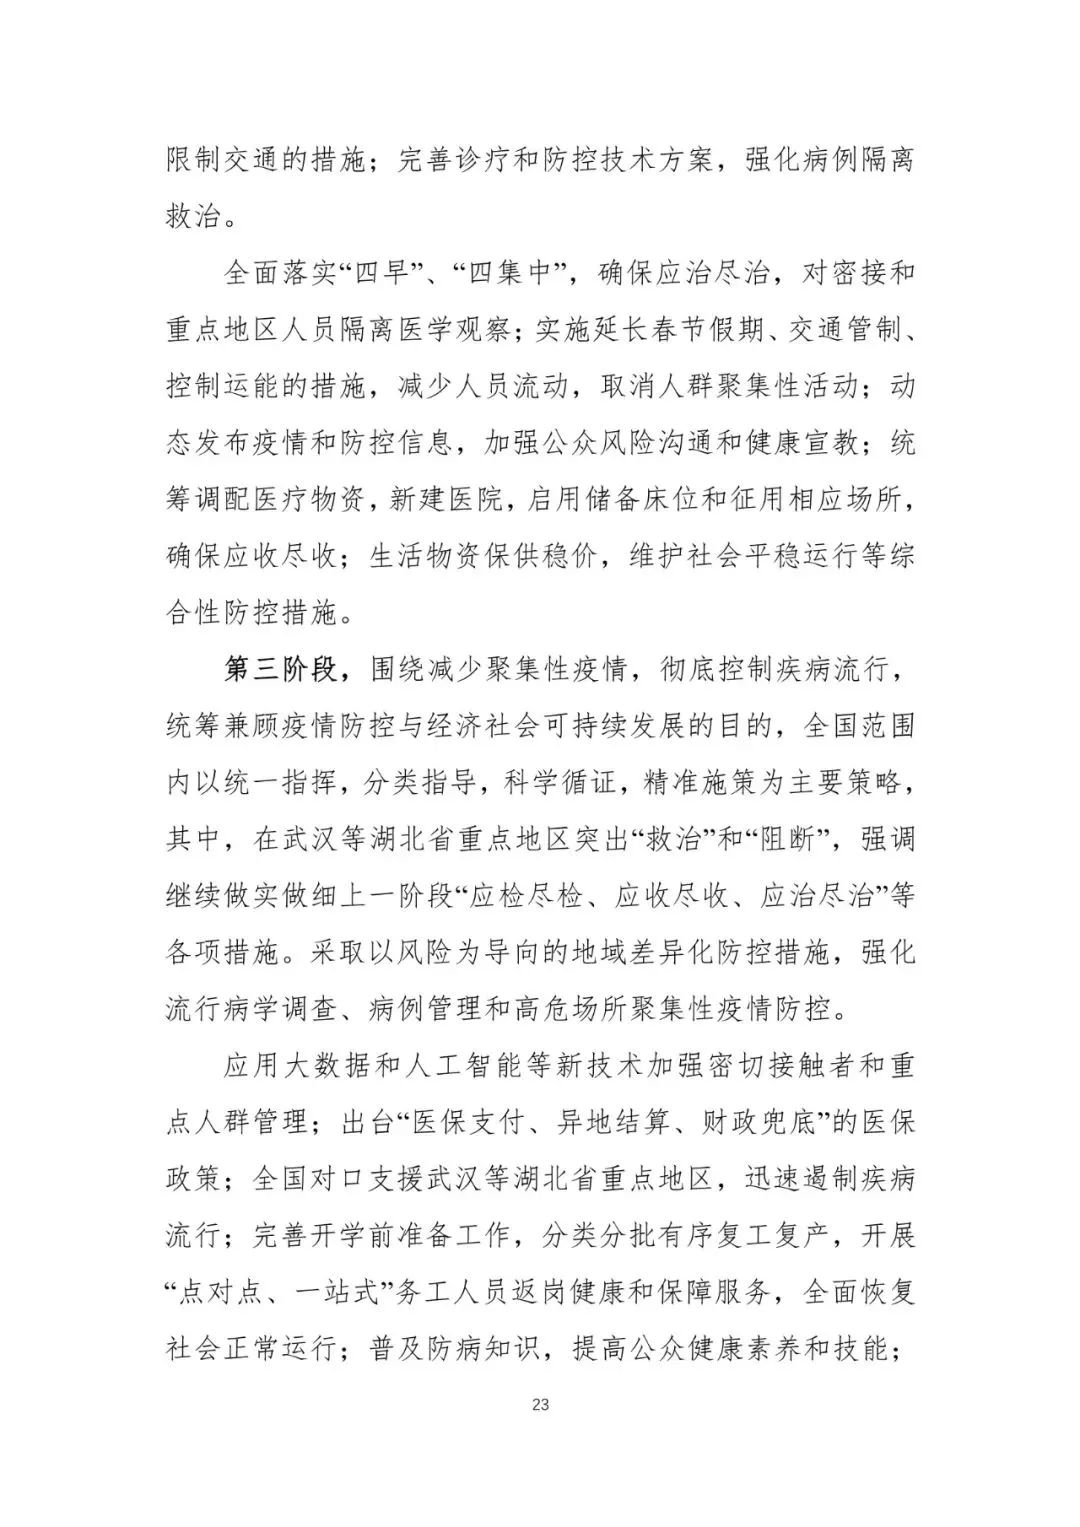 限制交通的措施；完善诊疗和防控技术方案，强化病例隔离
救治。
全面落实“四早”、“四集中”，确保应治尽治，对密接和
重点地区人员隔离医学观察；实施延长春节假期、交通管制、
控制运能的措施，减少人员流动，取消人群聚集性活动；动
态发布疫情和防控信息，加强公众风险沟通和健康宣教；统
筹调配医疗物资，新建医院，启用储备床位和征用相应场所，
确保应收尽收；生活物资保供稳价，维护社会平稳运行等综
合性防控措施。
第三阶段，围绕减少聚集性疫情，彻底控制疾病流行，
统筹兼顾疫情防控与经济社会可持续发展的目的，全国范围
内以统一指挥，分类指导，科学循证，精准施策为主要策略，
其中，在武汉等湖北省重点地区突出“救治”和“阻断”，强调
继续做实做细上一阶段“应检尽检、应收尽收、应治尽治”等
各项措施。采取以风险为导向的地域差异化防控措施，强化
流行病学调查、病例管理和高危场所聚集性疫情防控。
应用大数据和人工智能等新技术加强密切接触者和重
点人群管理；出台“医保支付、异地结算、财政兜底”的医保
政策；全国对口支援武汉等湖北省重点地区，迅速遏制疾病
流行；完善开学前准备工作，分类分批有序复工复产，开展
“点对点、一站式”务工人员返岗健康和保障服务，全面恢复
社会正常运行；普及防病知识，提高公众健康素养和技能；
23